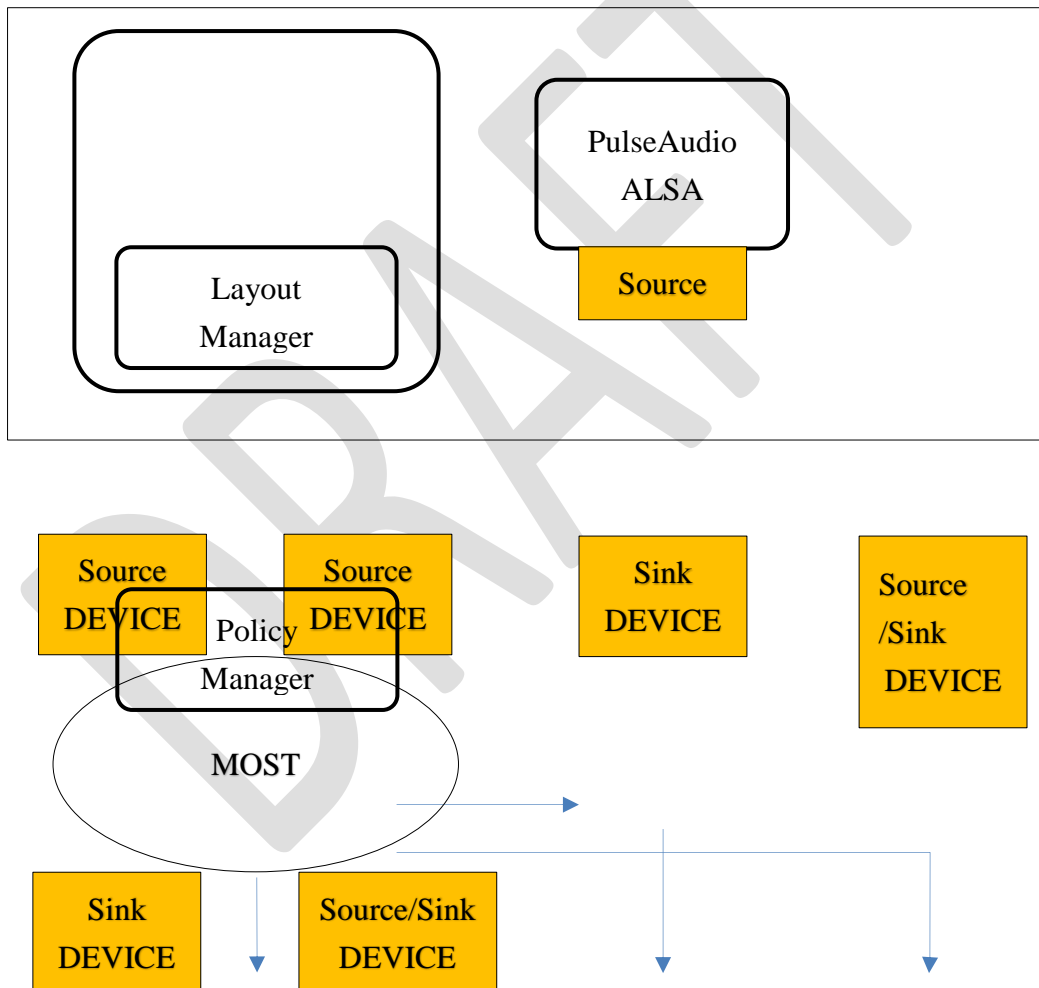 PulseAudio
ALSA
Source
Layout
Manager
Source
DEVICE
Source
DEVICE
Sink
DEVICE
Source
/Sink
DEVICE
Policy
Manager
MOST
Sink
DEVICE
Source/Sink
DEVICE
DRAFT